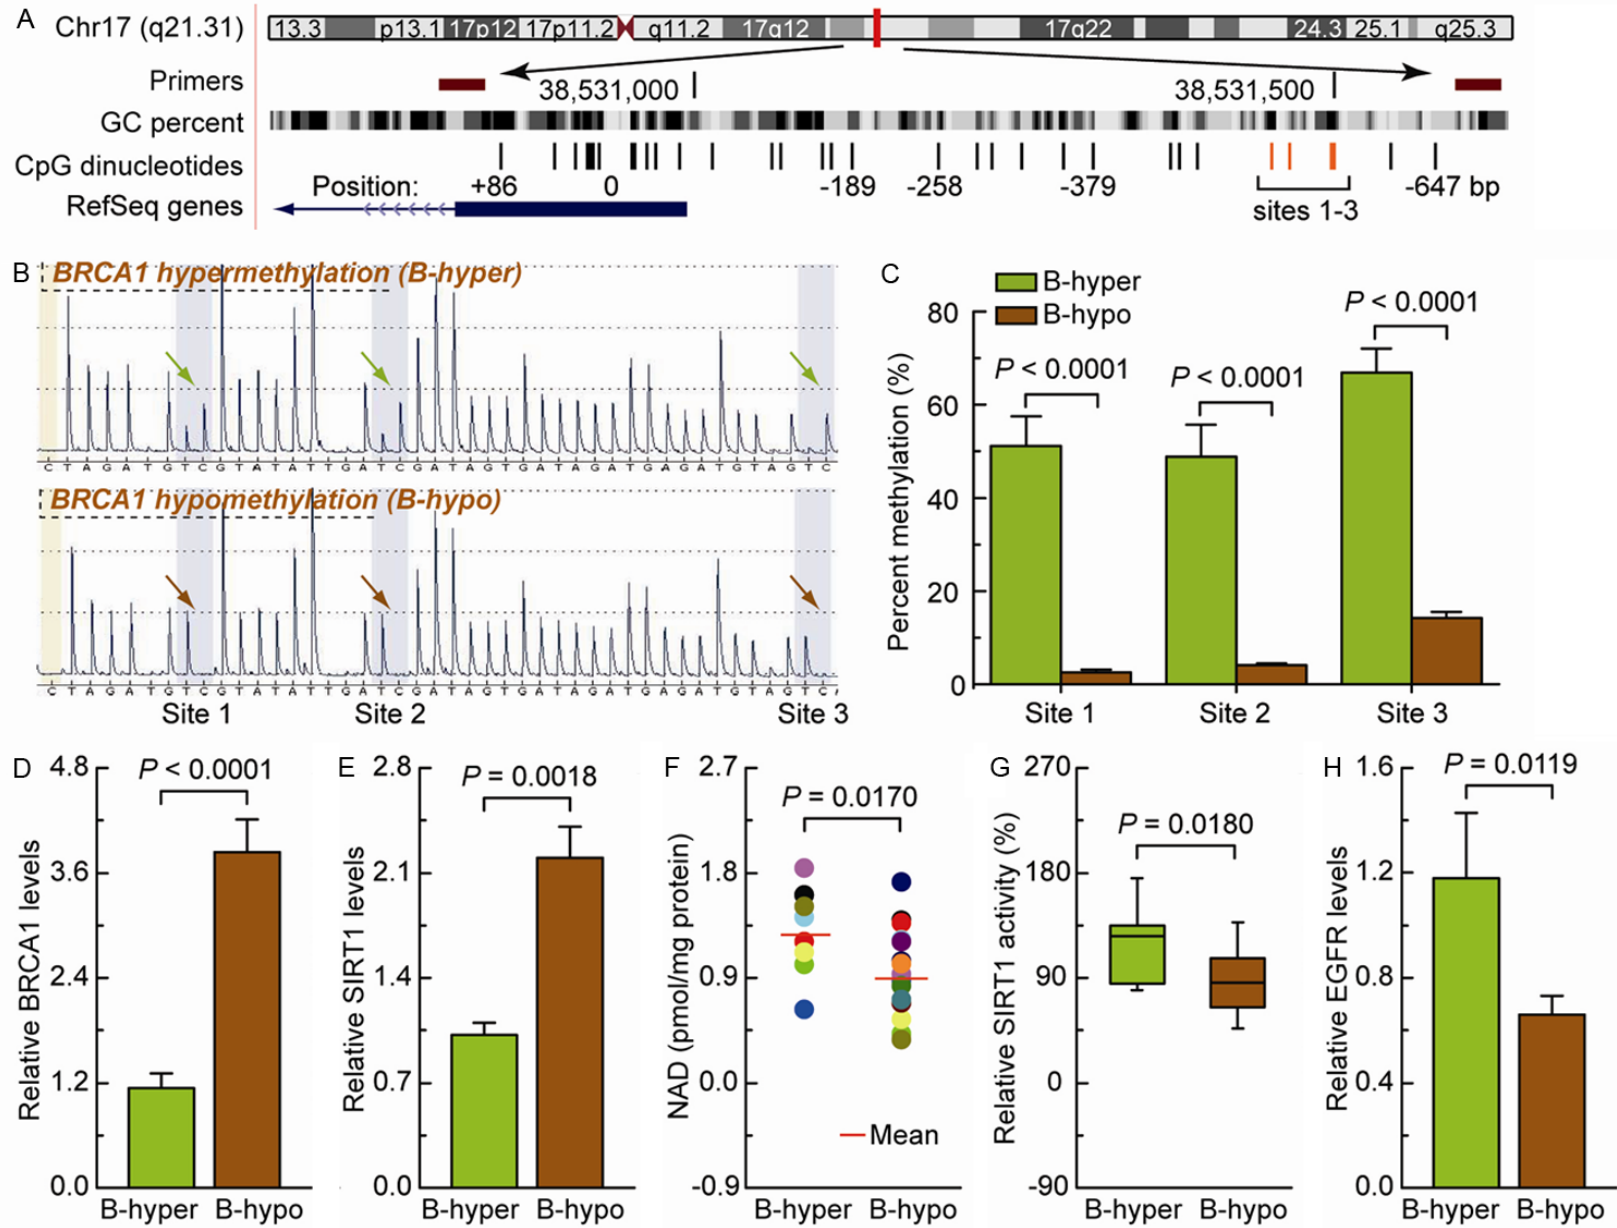 A
Chr17 (q21.31)
13.3 p13.1 17p12 17p11.2 q11.2 17q12 17q22 24.3 25.1 q25.3
Primers
38,531,000
38,531,500
GC percent
CpG dinucleotides
Position: +86 0 -189 -258 -379 -647 bp
RefSeq genes
sites 1-3
B
BRCA1 hypermethylation (B-hyper)
C T A G A T G T C G T A T A T T G A T C G A T A G T G A T A G A T G A G A T G T A G T C
BRCA1 hypomethylation (B-hypo)
C T A G A T G T C G T A T A T T G A T C G A T A G T G A T A G A T G A G A T G T A G T C
Site 1 Site 2 Site 3
C
B-hyper
B-hypo
Percent methylation (%)
80
60
40
20
0
P < 0.0001
P < 0.0001
P < 0.0001
Site 1 Site 2 Site 3
D
Relative BRCA1 levels
4.8
3.6
2.4
1.2
0.0
P < 0.0001
B-hyper B-hypo
E
Relative SIRT1 levels
2.8
2.1
1.4
0.7
0.0
P = 0.0018
B-hyper B-hypo
F
NAD (pmol/mg protein)
2.7
1.8
0.9
0.0
-0.9
P = 0.0170
Mean
B-hyper B-hypo
G
Relative SIRT1 activity (%)
270
180
90
0
-90
P = 0.0180
B-hyper B-hypo
H
Relative EGFR levels
1.6
1.2
0.8
0.4
0.0
P = 0.0119
B-hyper B-hypo